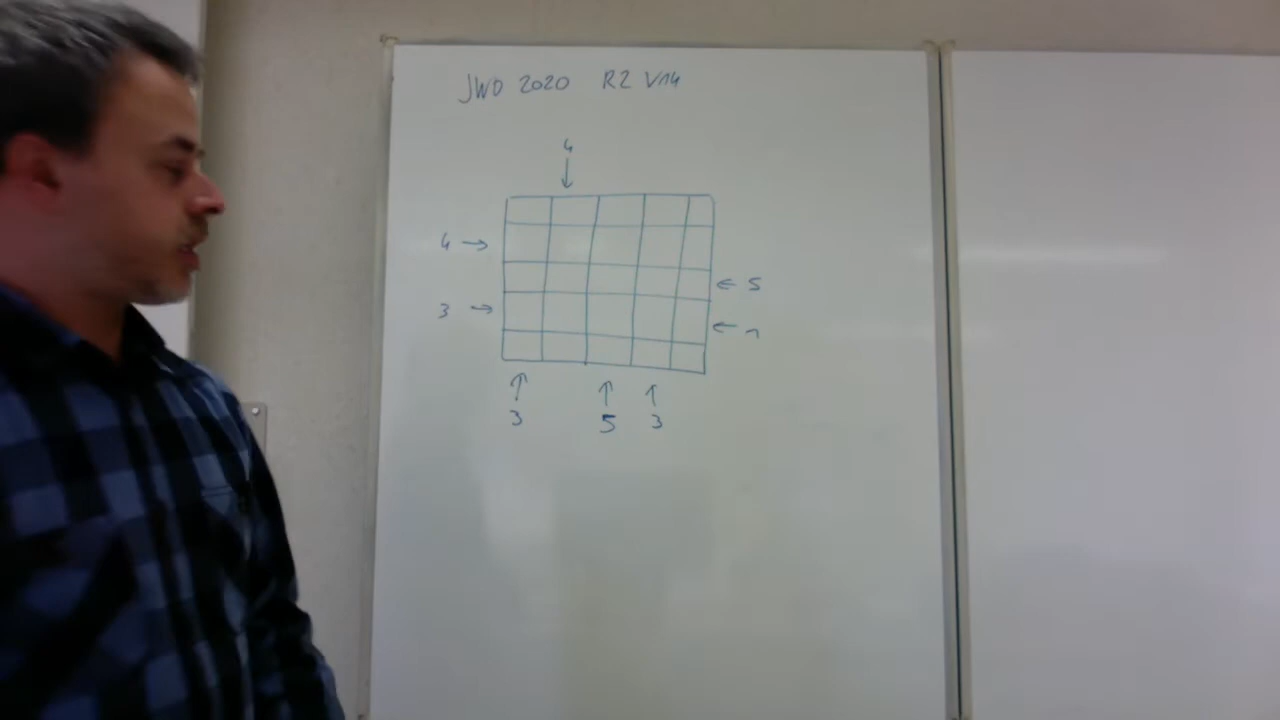 JWO 2020 R2 V14
4
↓
4 →
← 5
3 →
← 1
↑ ↑ ↑
3 5 3